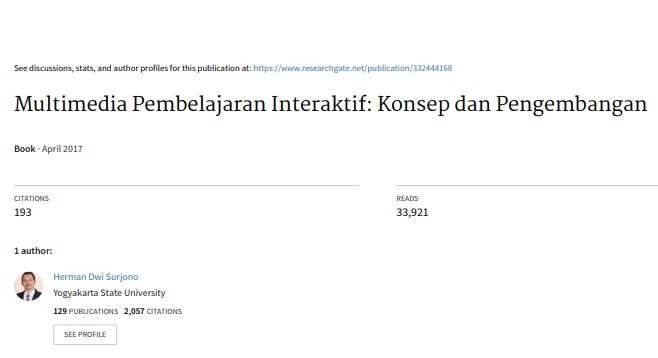 See discussions, stats, and author profiles for this publication at: https://www.researchgate.net/publication/332444168
Multimedia Pembelajaran Interaktif: Konsep dan Pengembangan
Book · April 2017
CITATIONS
193
READS
33,921
1 author:
Herman Dwi Surjono
Yogyakarta State University
129 PUBLICATIONS 2,057 CITATIONS
SEE PROFILE